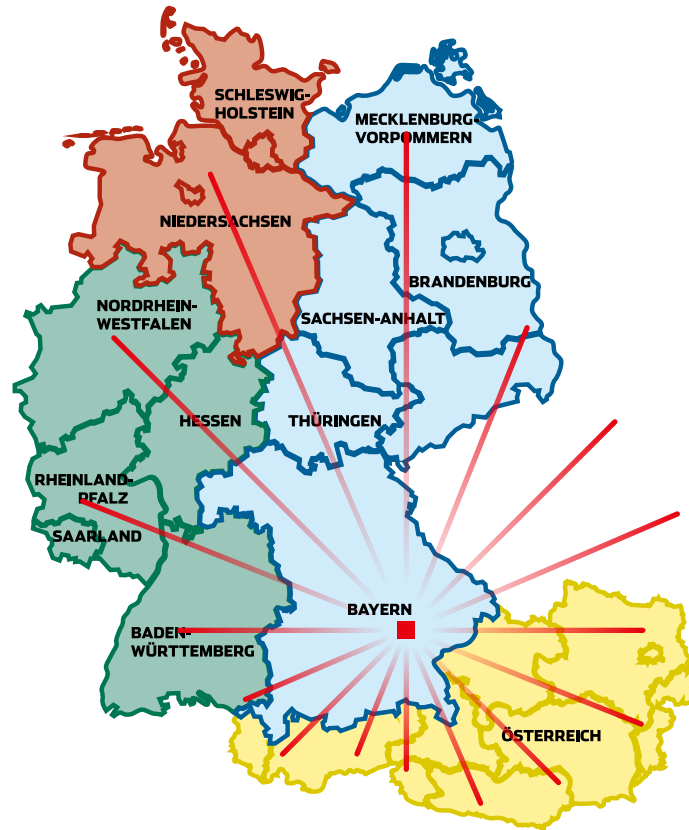 SCHLESWIG-
HOLSTEIN
MECKLENBURG-
VORPOMMERN
NIEDERSACHSEN
BRANDENBURG
NORDRHEIN-
WESTFALEN
SACHSEN-ANHALT
HESSEN
THÜRINGEN
RHEINLAND-
PFALZ
SAARLAND
BAYERN
BADEN-
WÜRTTEMBERG
ÖSTERREICH